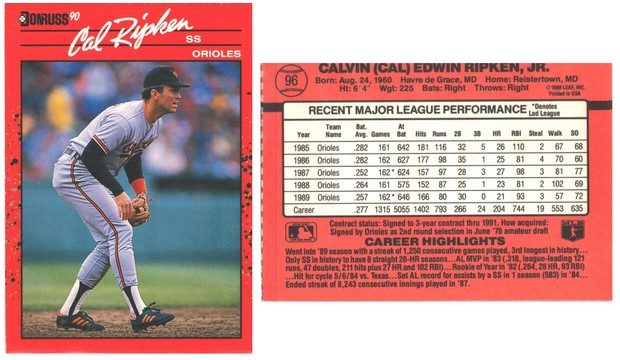 DONRUSS '90
Cal Ripken
SS
ORIOLES
96
CALVIN (CAL) EDWIN RIPKEN, JR.
Born: Aug. 24, 1960 Havre de Grace, MD Home: Reistertown, MD
Ht: 6' 4" Wgt: 225 Bats: Right Throws: Right
© 1989 LEAF, INC.
Printed in USA
RECENT MAJOR LEAGUE PERFORMANCE *Denotes Led League
Year Team Name Bat. Avg. Games At Bat Hits Runs 2B 3B HR RBI Steal Walk SO
1985 Orioles .282 161 642 181 116 32 5 26 110 2 67 68
1986 Orioles .282 162 627 177 98 35 1 25 81 4 70 60
1987 Orioles .252 162* 624 157 97 28 3 27 98 3 81 77
1988 Orioles .264 161 575 152 87 25 1 23 81 2 102 69
1989 Orioles .257 162* 646 166 80 30 0 21 93 3 57 72
Career .277 1315 5055 1402 793 266 24 204 744 19 553 635
Contract status: Signed to 3-year contract thru 1991. How acquired:
Signed by Orioles as 2nd round selection in June '78 amateur draft
CAREER HIGHLIGHTS
Went into '89 season with a streak of 1,250 consecutive games played, 3rd longest in history...
Only SS in history to have 8 straight 20-HR seasons...AL MVP in '83 (.318, league-leading 121
runs, 47 doubles, 211 hits plus 27 HR and 102 RBI)...Rookie of Year in '82 (.264, 28 HR, 93 RBI)
...Hit for cycle 5/6/84 vs. Texas...Set AL record for assists by a SS in 1 season (583) in '84...
Ended streak of 8,243 consecutive innings played in '87.